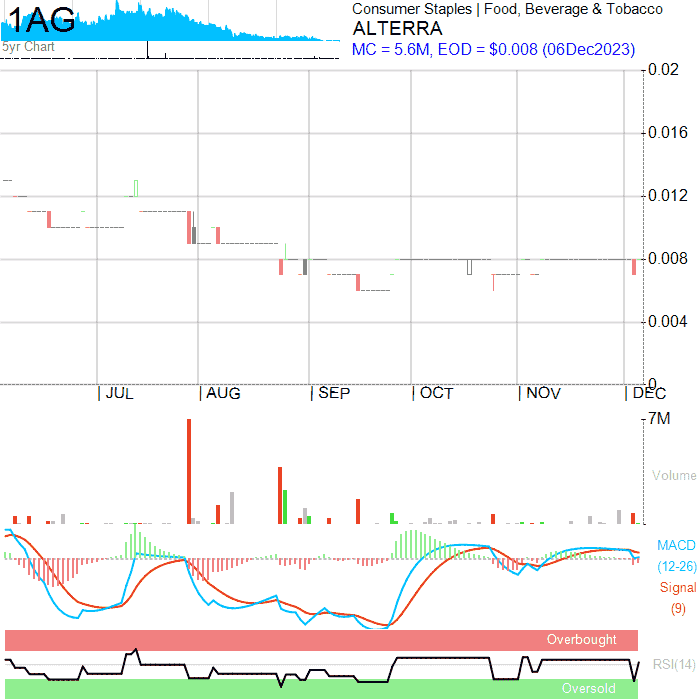 1AG
5yr Chart
Consumer Staples | Food, Beverage & Tobacco
ALTERRA
MC = 5.6M, EOD = $0.008 (06Dec2023)
0.02
0.016
0.012
0.008
0.004
0
JUL AUG SEP OCT NOV DEC
7M
Volume
MACD
(12-26)
Signal
(9)
Overbought
RSI(14)
Oversold